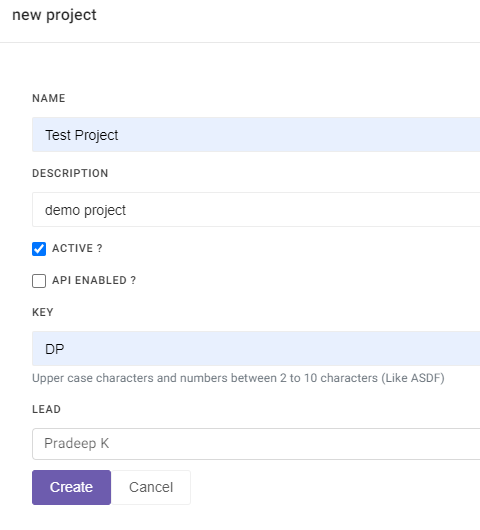 new project
NAME
Test Project
DESCRIPTION
demo project
ACTIVE ?
API ENABLED ?
KEY
DP
Upper case characters and numbers between 2 to 10 characters (Like ASDF)
LEAD
Pradeep K
Create Cancel